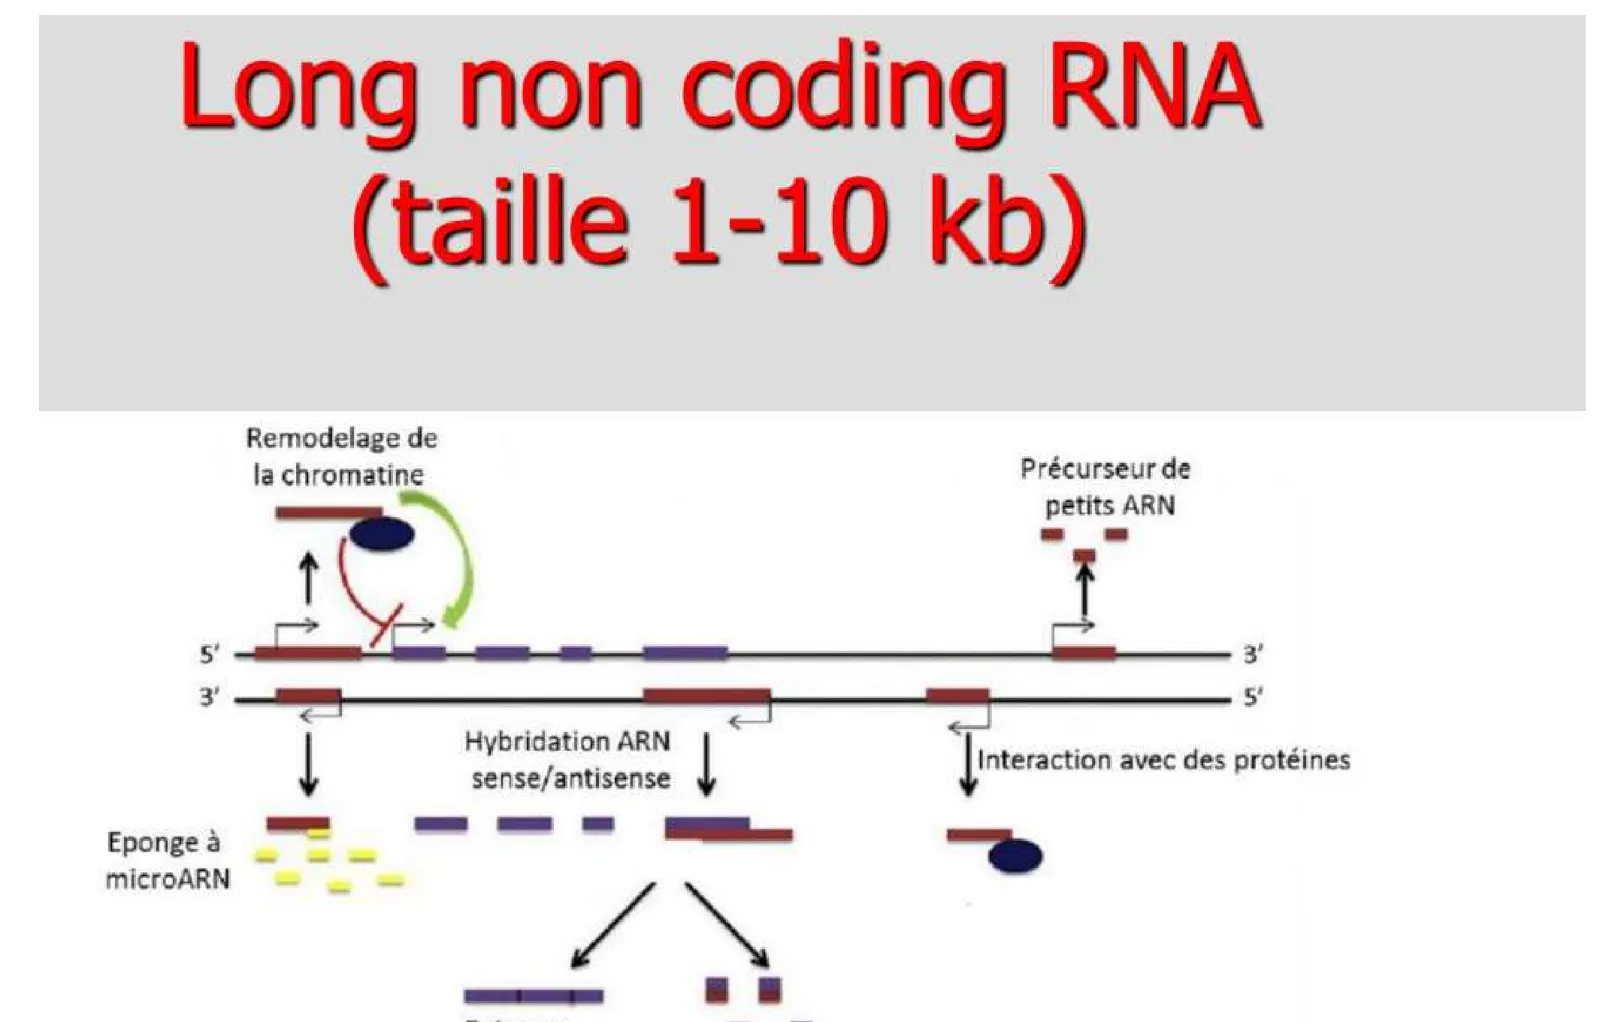 Long non coding RNA
(taille 1-10 kb)
Remodelage de
la chromatine
Précurseur de
petits ARN
5' 3'
3' 5'
Hybridation ARN
sense/antisense
Interaction avec des protéines
Eponge à
microARN